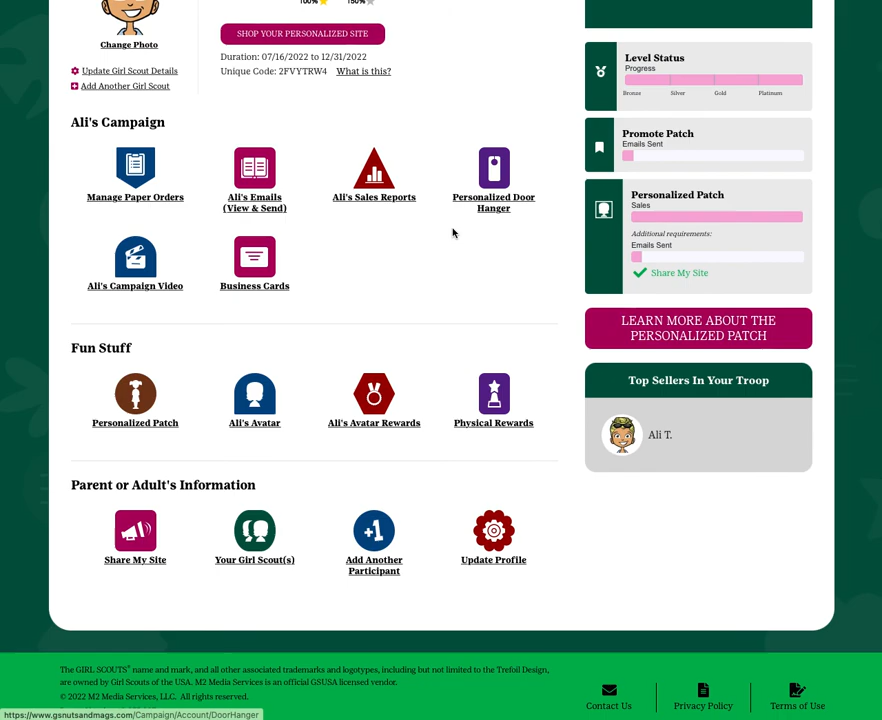 100%
150%
Change Photo
SHOP YOUR PERSONALIZED SITE
Duration: 07/16/2022 to 12/31/2022
Update Girl Scout Details
Unique Code: 2FVYTRW4 What is this?
Add Another Girl Scout
Ali's Campaign
Manage Paper Orders
Ali's Emails
(View & Send)
Ali's Sales Reports
Personalized Door
Hanger
Ali's Campaign Video
Business Cards
Fun Stuff
Personalized Patch
Ali's Avatar
Ali's Avatar Rewards
Physical Rewards
Parent or Adult's Information
Share My Site
Your Girl Scout(s)
Add Another
Participant
Update Profile
Level Status
Progress
Bronze Silver Gold Platinum
Promote Patch
Emails Sent
Personalized Patch
Sales
Additional requirements:
Emails Sent
Share My Site
LEARN MORE ABOUT THE
PERSONALIZED PATCH
Top Sellers In Your Troop
Ali T.
The GIRL SCOUTS® name and mark, and all other associated trademarks and logotypes, including but not limited to the Trefoil Design,
are owned by Girl Scouts of the USA. M2 Media Services is an official GSUSA licensed vendor.
© 2022 M2 Media Services, LLC. All rights reserved.
Contact Us
Privacy Policy
Terms of Use
https://www.gsnutsandmags.com/Campaign/Account/DoorHanger